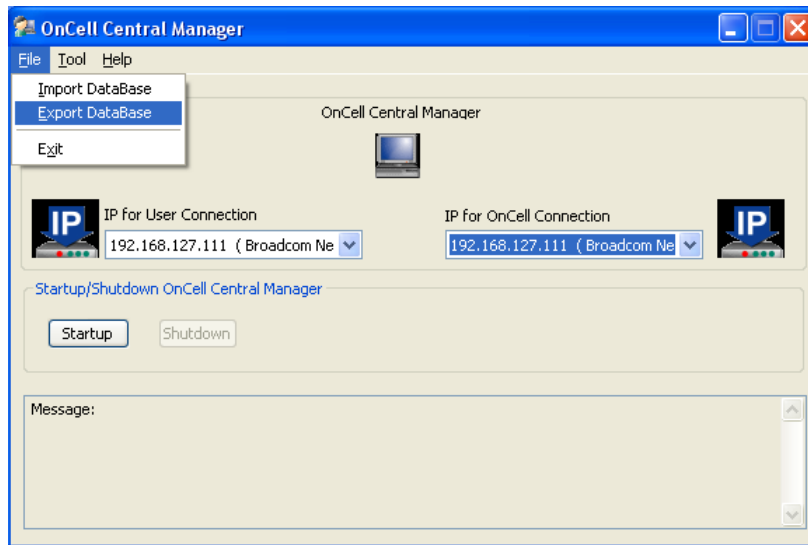 OnCell Central Manager
File Tool Help
Import DataBase
Export DataBase
Exit
OnCell Central Manager
IP
IP for User Connection
192.168.127.111 ( Broadcom Ne
IP for OnCell Connection
192.168.127.111 ( Broadcom Ne
IP
Startup/Shutdown OnCell Central Manager
Startup Shutdown
Message: